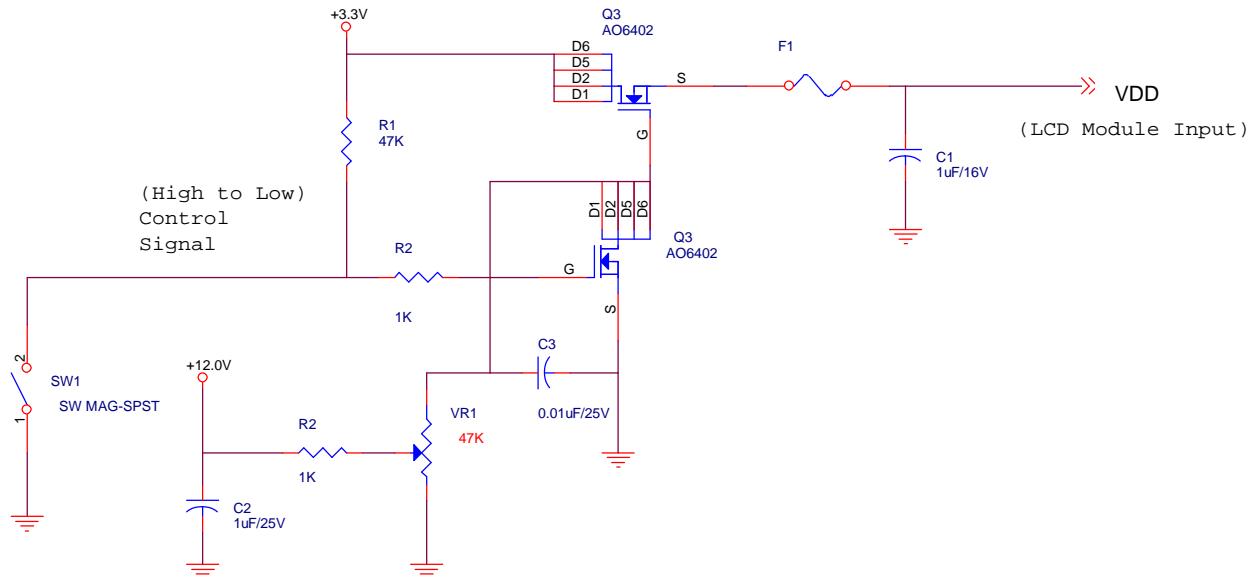 +3.3V
Q3
AO6402
D6
D5
D2
D1
S
G
F1
VDD
(LCD Module Input)
R1
47K
C1
1uF/16V
(High to Low)
Control
Signal
D1
D2
D5
D6
Q3
AO6402
R2
G
1K
S
2
SW1
SW MAG-SPST
1
+12.0V
C3
0.01uF/25V
VR1
47K
R2
1K
C2
1uF/25V